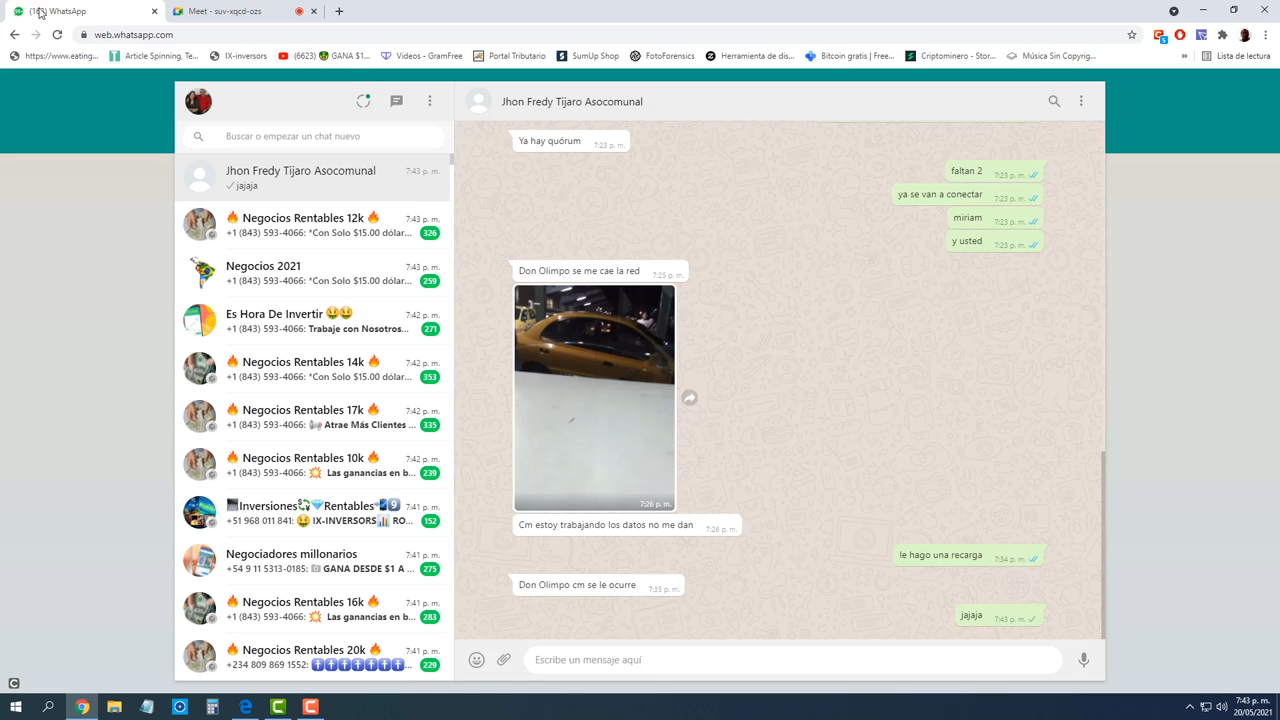 WhatsApp
Meet - suv-xqcd-ozs
web.whatsapp.com
https://www.eating...
Article Spinning, Te...
IX-inversors
(6623) GANA $1...
Videos - GramFree
Portal Tributario
SumUp Shop
FotoForensics
Herramienta de dis...
Bitcoin gratis | Free...
Criptominero - Stor...
Música Sin Copyrig...
»
Lista de lectura
Jhon Fredy Tijaro Asocomunal
Buscar o empezar un chat nuevo
Jhon Fredy Tijaro Asocomunal 7:43 p. m.
jajaja
🔥 Negocios Rentables 12k 🔥 7:43 p. m.
+1 (843) 593-4066: *Con Solo $15.00 dólar... 326
Negocios 2021 7:43 p. m.
+1 (843) 593-4066: *Con Solo $15.00 dólar... 259
Es Hora De Invertir 🤑🤑 7:42 p. m.
+1 (843) 593-4066: Trabaje con Nosotros... 271
🔥 Negocios Rentables 14k 🔥 7:42 p. m.
+1 (843) 593-4066: *Con Solo $15.00 dólar... 353
🔥 Negocios Rentables 17k 🔥 7:42 p. m.
+1 (843) 593-4066: Atrae Más Clientes ... 335
🔥 Negocios Rentables 10k 🔥 7:42 p. m.
+1 (843) 593-4066: 💥 Las ganancias en b... 239
Inversiones♻💎Rentables📲9️⃣ 7:41 p. m.
+51 968 011 841: 🤑 IX-INVERSORS📊 RO... 152
Negociadores millonarios 7:41 p. m.
+54 9 11 5313-0185: GANA DESDE $1 A ... 275
🔥 Negocios Rentables 16k 🔥 7:41 p. m.
+1 (843) 593-4066: 💥 Las ganancias en b... 283
🔥 Negocios Rentables 20k 🔥 7:41 p. m.
+234 809 869 1552: ... 229
Ya hay quórum 7:23 p. m.
faltan 2 7:23 p. m.
ya se van a conectar 7:23 p. m.
miriam 7:23 p. m.
y usted 7:23 p. m.
Don Olimpo se me cae la red 7:25 p. m.
7:26 p. m.
Cm estoy trabajando los datos no me dan 7:26 p. m.
le hago una recarga 7:34 p. m.
Don Olimpo cm se le ocurre 7:35 p. m.
jajaja 7:43 p. m.
Escribe un mensaje aquí
7:43 p. m.
20/05/2021